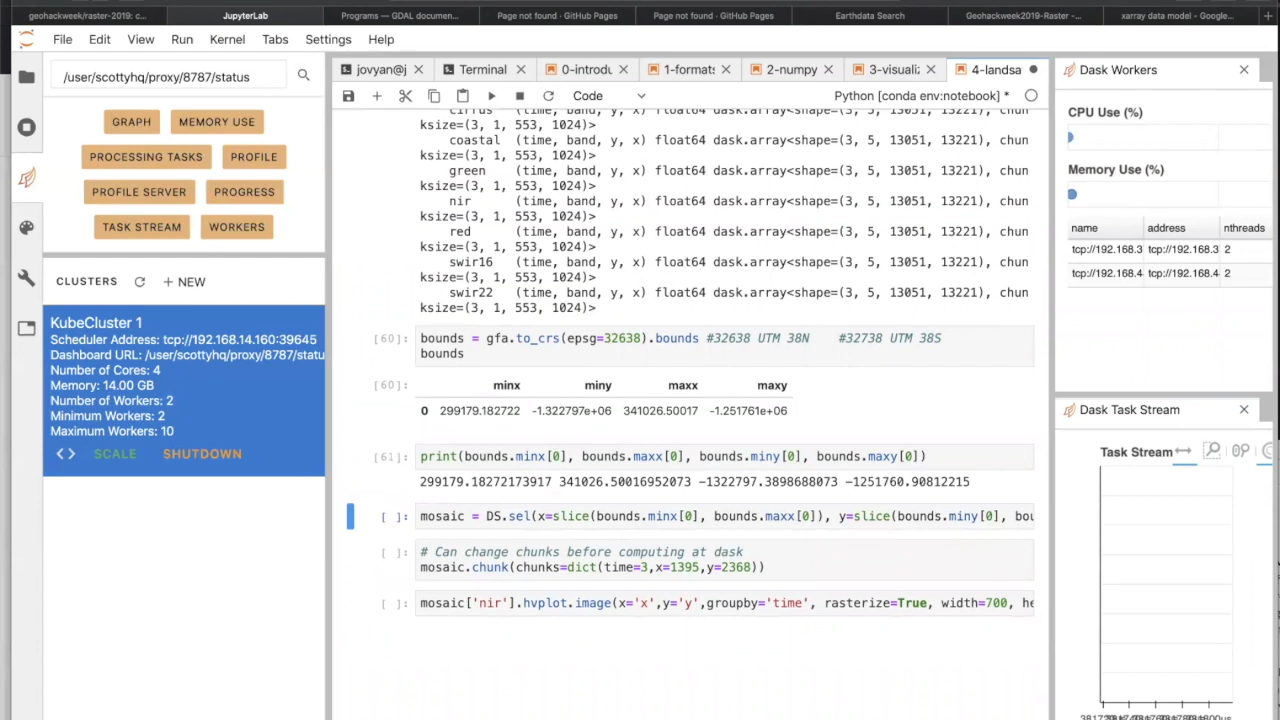 geohackweek/raster-2019: c...
JupyterLab
Programs — GDAL documen...
Page not found · GitHub Pages
Page not found · GitHub Pages
Earthdata Search
Geohackweek2019-Raster -...
xarray data model - Google...
File Edit View Run Kernel Tabs Settings Help
/user/scottyhq/proxy/8787/status
GRAPH
MEMORY USE
PROCESSING TASKS
PROFILE
PROFILE SERVER
PROGRESS
TASK STREAM
WORKERS
CLUSTERS
+ NEW
KubeCluster 1
Scheduler Address: tcp://192.168.14.160:39645
Dashboard URL: /user/scottyhq/proxy/8787/statu
Number of Cores: 4
Memory: 14.00 GB
Number of Workers: 2
Minimum Workers: 2
Maximum Workers: 10
<> SCALE SHUTDOWN
jovyan@j
Terminal
0-introdu
1-formats
2-numpy
3-visuali
4-landsa
Code
Python [conda env:notebook] *
cirrus (time, band, y, x) float64 dask.array<shape=(3, 5, 13051, 13221), chun
ksize=(3, 1, 553, 1024)>
coastal (time, band, y, x) float64 dask.array<shape=(3, 5, 13051, 13221), chun
ksize=(3, 1, 553, 1024)>
green (time, band, y, x) float64 dask.array<shape=(3, 5, 13051, 13221), chun
ksize=(3, 1, 553, 1024)>
nir (time, band, y, x) float64 dask.array<shape=(3, 5, 13051, 13221), chun
ksize=(3, 1, 553, 1024)>
red (time, band, y, x) float64 dask.array<shape=(3, 5, 13051, 13221), chun
ksize=(3, 1, 553, 1024)>
swir16 (time, band, y, x) float64 dask.array<shape=(3, 5, 13051, 13221), chun
ksize=(3, 1, 553, 1024)>
swir22 (time, band, y, x) float64 dask.array<shape=(3, 5, 13051, 13221), chun
ksize=(3, 1, 553, 1024)>
[60]: bounds = gfa.to_crs(epsg=32638).bounds #32638 UTM 38N #32738 UTM 38S
bounds
[60]: minx miny maxx maxy
0 299179.182722 -1.322797e+06 341026.50017 -1.251761e+06
[61]: print(bounds.minx[0], bounds.maxx[0], bounds.miny[0], bounds.maxy[0])
299179.18272173917 341026.50016952073 -1322797.3898688073 -1251760.90812215
[ ]: mosaic = DS.sel(x=slice(bounds.minx[0], bounds.maxx[0]), y=slice(bounds.miny[0], bou
[ ]: # Can change chunks before computing at dask
mosaic.chunk(chunks=dict(time=3,x=1395,y=2368))
[ ]: mosaic['nir'].hvplot.image(x='x',y='y',groupby='time', rasterize=True, width=700, he
Dask Workers
CPU Use (%)
Memory Use (%)
name address nthreads
tcp://192.168.3 tcp://192.168.3 2
tcp://192.168.4 tcp://192.168.4 2
Dask Task Stream
Task Stream